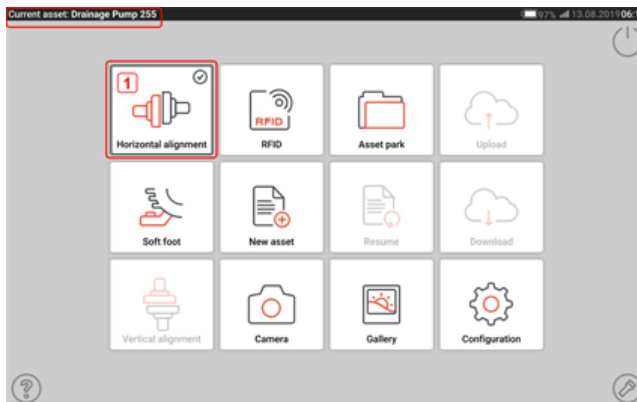 Current asset: Drainage Pump 255
97% 13.08.2019 06:
1
Horizontal alignment
RFID
RFID
Asset park
Upload
Soft foot
New asset
Resume
Download
Vertical alignment
Camera
Gallery
Configuration
?